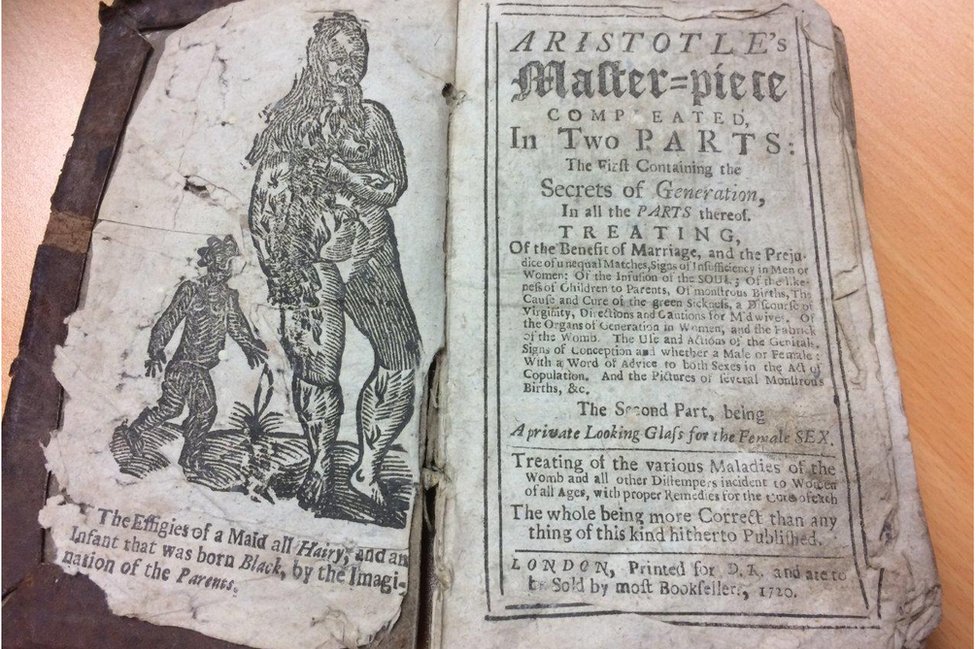 The Effigies of a Maid all Hairy, and an
Infant that was born Black, by the Imagi-
nation of the Parents.
ARISTOTLE's
Maſter=piece
COMP EATED,
In Two PARTS:
The Firſt Containing the
Secrets of Generation,
In all the PARTS thereof.
TREATING,
Of the Benefit of Marriage, and the Preju-
dice of unequal Matches, Signs of Inſufficiency in Men or
Women; Of the Infuſion of the SOUL; Of the like-
neſs of Children to Parents, Of monſtrous Births, The
Cauſe and Cure of the green Sickneſs, a Diſcourſe of
Virginity, Directions and Cautions for M dwives, Of
the Organs of Generation in Women, and the Fabrick
of the Womb. The Uſe and Actions of the Genitals,
Signs of Conception and whether a Male or Female;
With a Word of Advice to both Sexes in the Act of
Copulation. And the Pictures of ſeveral Monſtrous
Births, &c.
The Second Part, being
A private Looking Glaſs for the Female SEX.
Treating of the various Maladies of the
Womb and all other Diſtempers incident to Women
of all Ages, with proper Remedies for the Cure of each
The whole being more Correct than any
thing of this kind hitherto Publiſhed.
LONDON, Printed for and are to
be Sold by moſt Bookſellers, 1720.